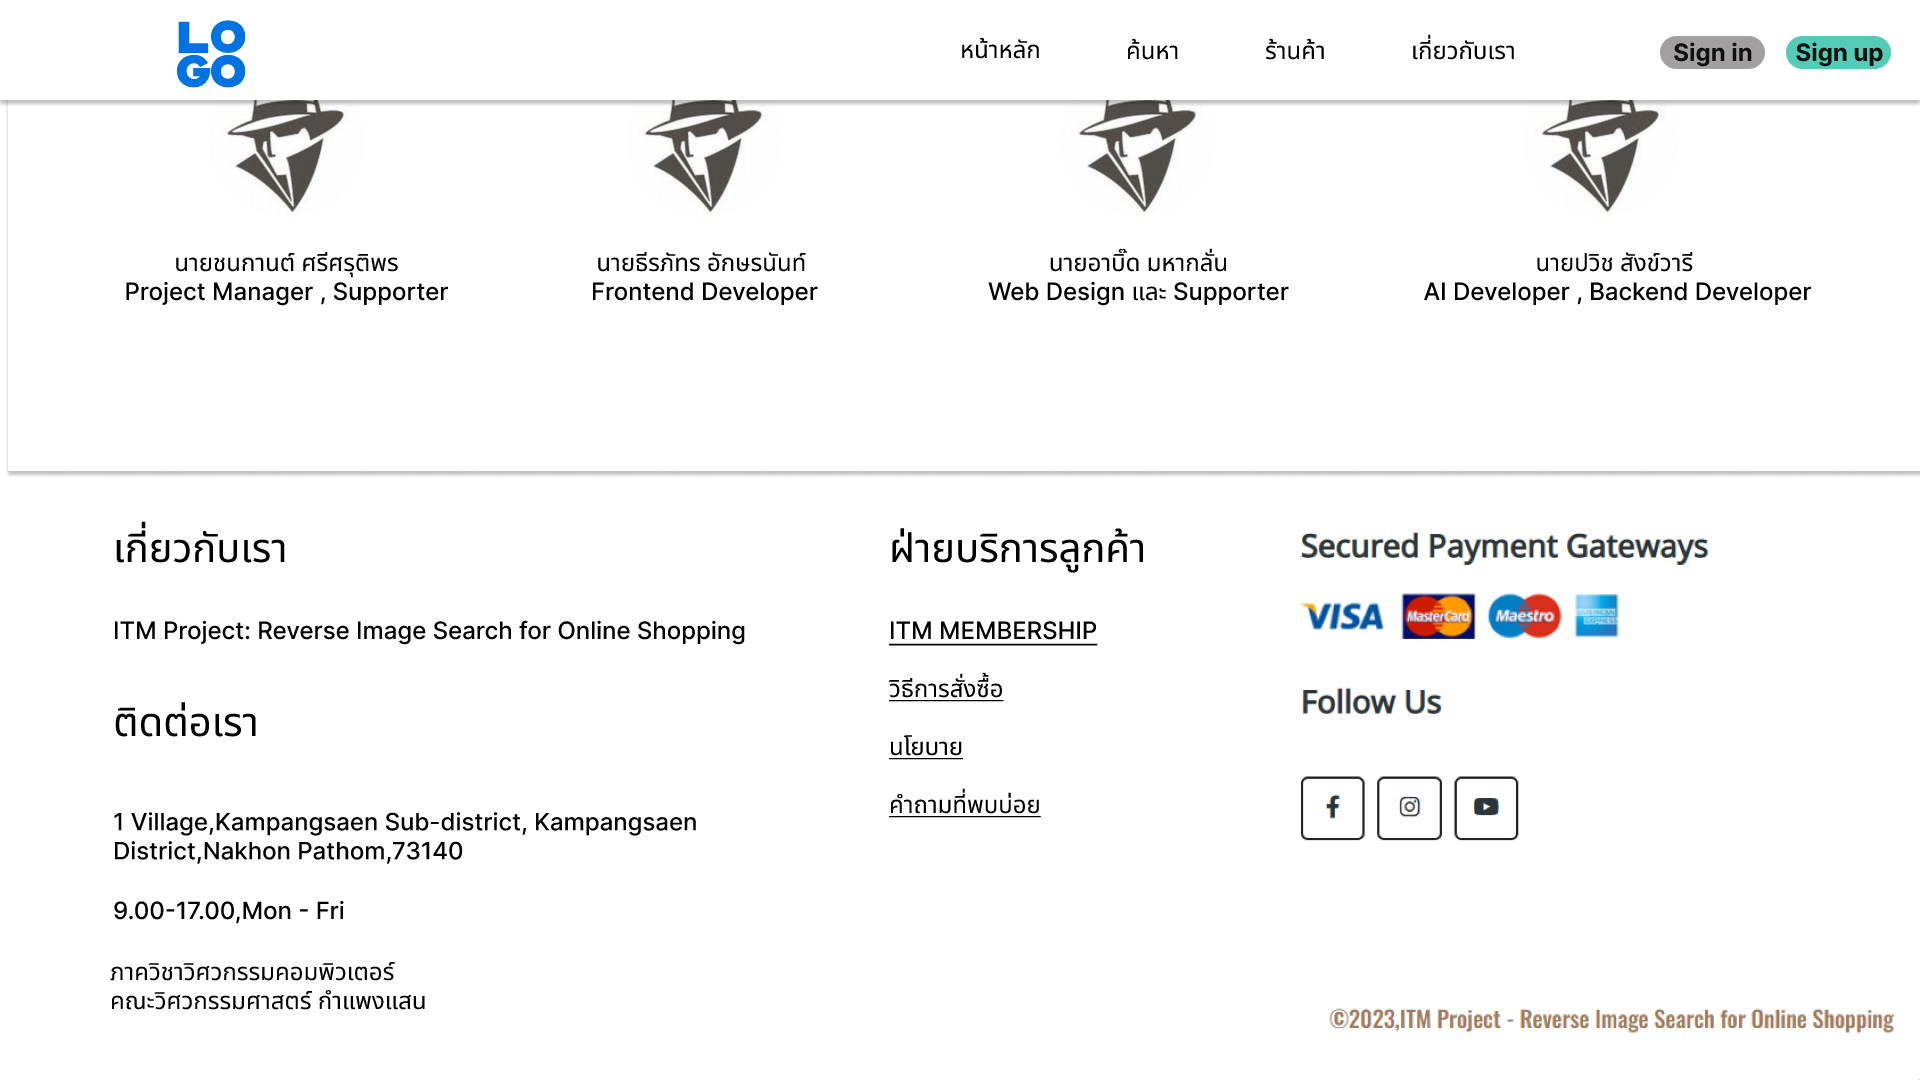 LO
GO
หน้าหลัก
ค้นหา
ร้านค้า
เกี่ยวกับเรา
Sign in
Sign up
นายชนกานต์ ศรีศรุติพร
Project Manager , Supporter
นายธีรภัทร อักษรนันท์
Frontend Developer
นายอาบิ๊ด มหากลั่น
Web Design และ Supporter
นายปวิช สังข์วารี
AI Developer , Backend Developer
เกี่ยวกับเรา
ITM Project: Reverse Image Search for Online Shopping
ติดต่อเรา
1 Village,Kampangsaen Sub-district, Kampangsaen
District,Nakhon Pathom,73140
9.00-17.00,Mon - Fri
ภาควิชาวิศวกรรมคอมพิวเตอร์
คณะวิศวกรรมศาสตร์ กำแพงแสน
ฝ่ายบริการลูกค้า
ITM MEMBERSHIP
วิธีการสั่งซื้อ
นโยบาย
คำถามที่พบบ่อย
Secured Payment Gateways
VISA
MasterCard
Maestro
AMERICAN
EXPRESS
Follow Us
©2023,ITM Project - Reverse Image Search for Online Shopping